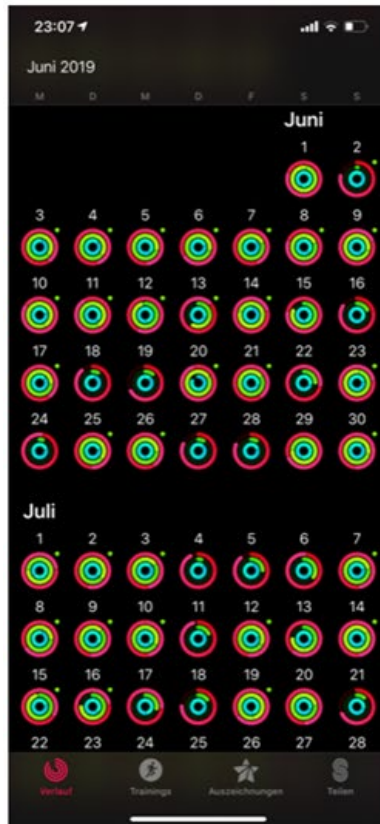 23:07
Juni 2019
M D M D F S S
Juni
1 2
3 4 5 6 7 8 9
10 11 12 13 14 15 16
17 18 19 20 21 22 23
24 25 26 27 28 29 30
Juli
1 2 3 4 5 6 7
8 9 10 11 12 13 14
15 16 17 18 19 20 21
22 23 24 25 26 27 28
Verlauf Trainings Auszeichnungen Teilen